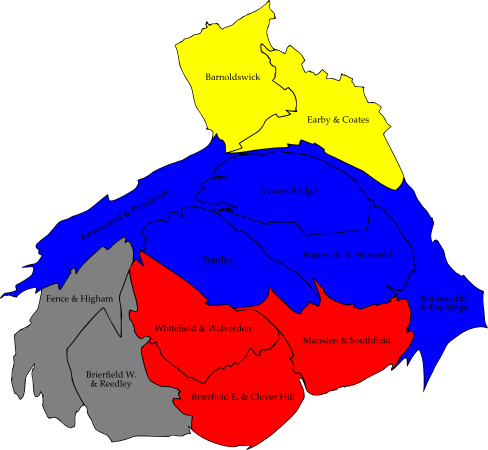 Barnoldswick
Earby & Coates
Vivary Bridge
Barrowford & Pendleside
Waterside & Horsfield
Bradley
Boulsworth
& Foulridge
Fence & Higham
Whitefield & Walverden
Marsden & Southfield
Brierfield W.
& Reedley
Brierfield E. & Clover Hill